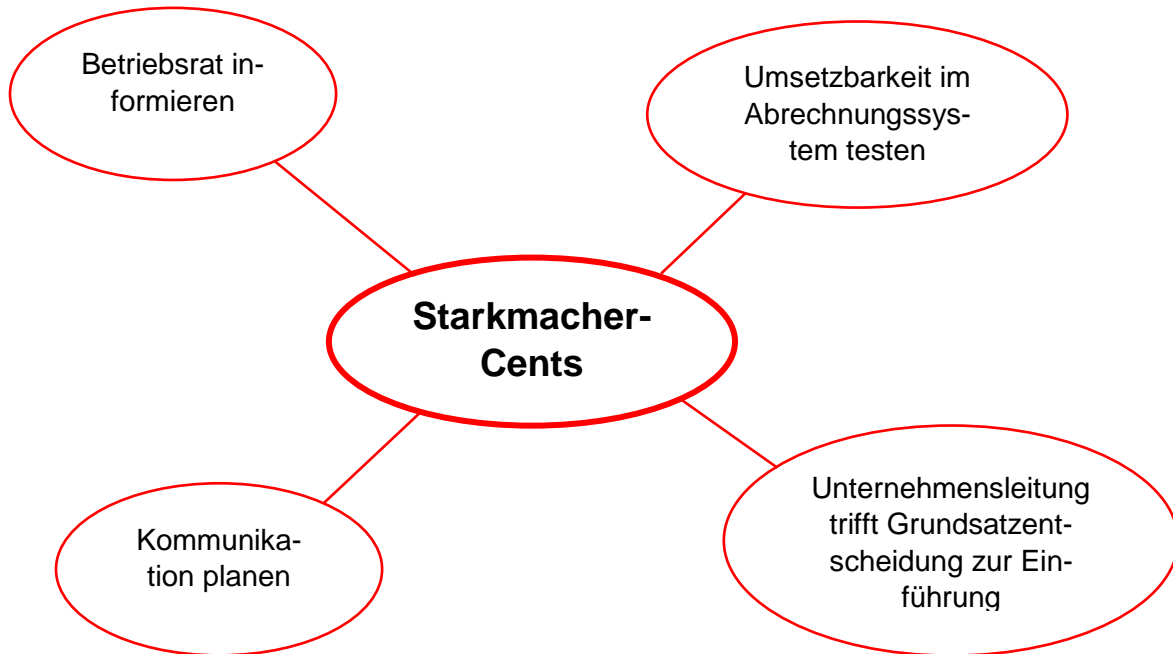 Betriebsrat in-
formieren
Umsetzbarkeit im
Abrechnungssys-
tem testen
Starkmacher-
Cents
Kommunika-
tion planen
Unternehmensleitung
trifft Grundsatzent-
scheidung zur Ein-
führung